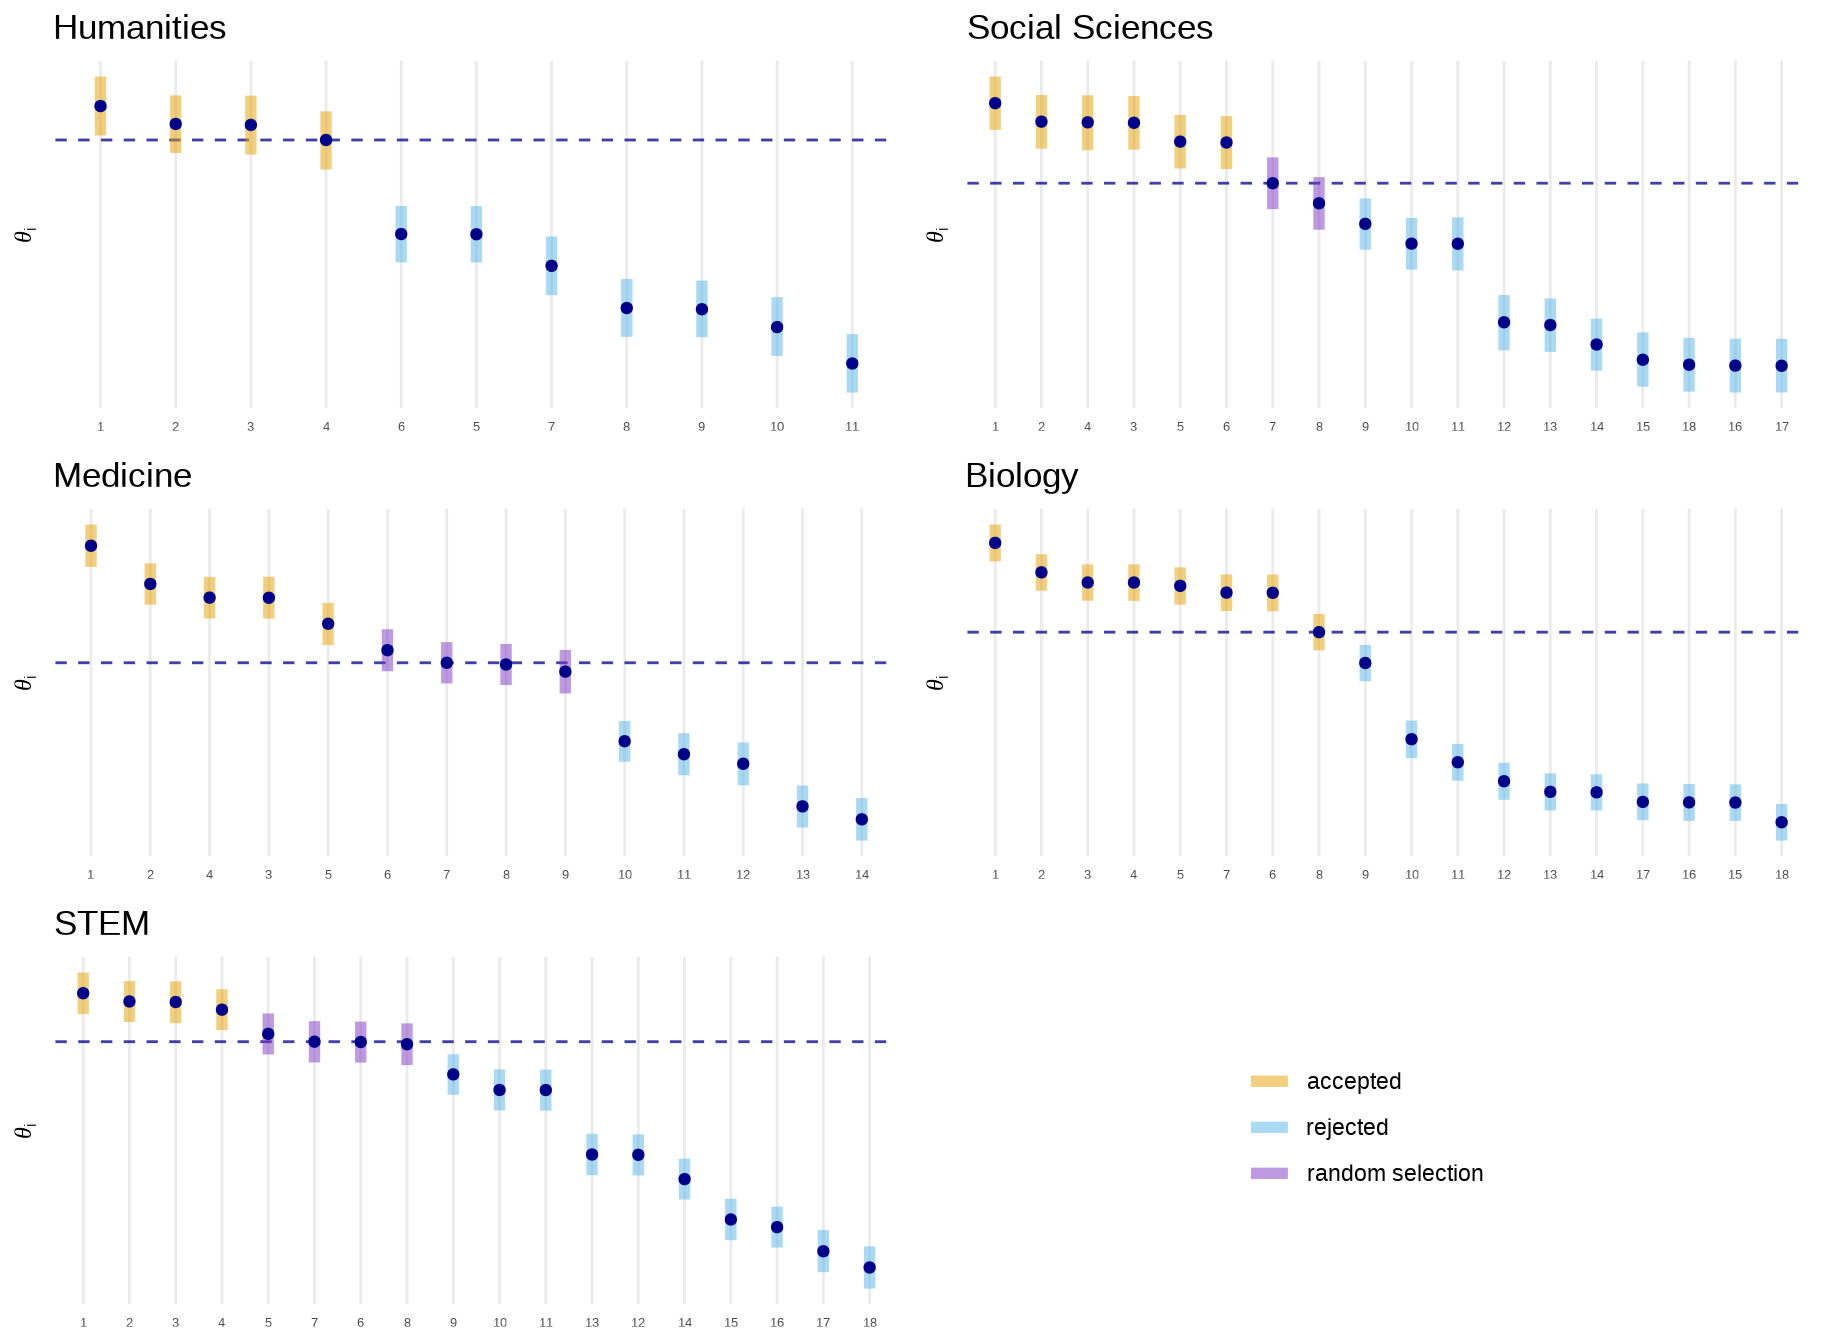 Humanities
θi
1 2 3 4 6 5 7 8 9 10 11
Social Sciences
θi
1 2 4 3 5 6 7 8 9 10 11 12 13 14 15 18 16 17
Medicine
θi
1 2 4 3 5 6 7 8 9 10 11 12 13 14
Biology
θi
1 2 3 4 5 7 6 8 9 10 11 12 13 14 17 16 15 18
STEM
θi
1 2 3 4 5 7 6 8 9 10 11 13 12 14 15 16 17 18
accepted
rejected
random selection